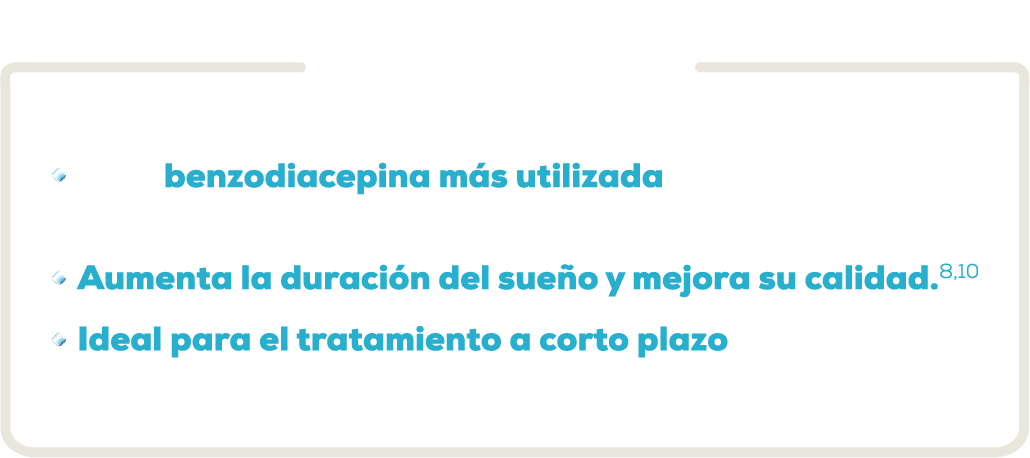 benzodiacepina más utilizada
Aumenta la duración del sueño y mejora su calidad.8,10
Ideal para el tratamiento a corto plazo